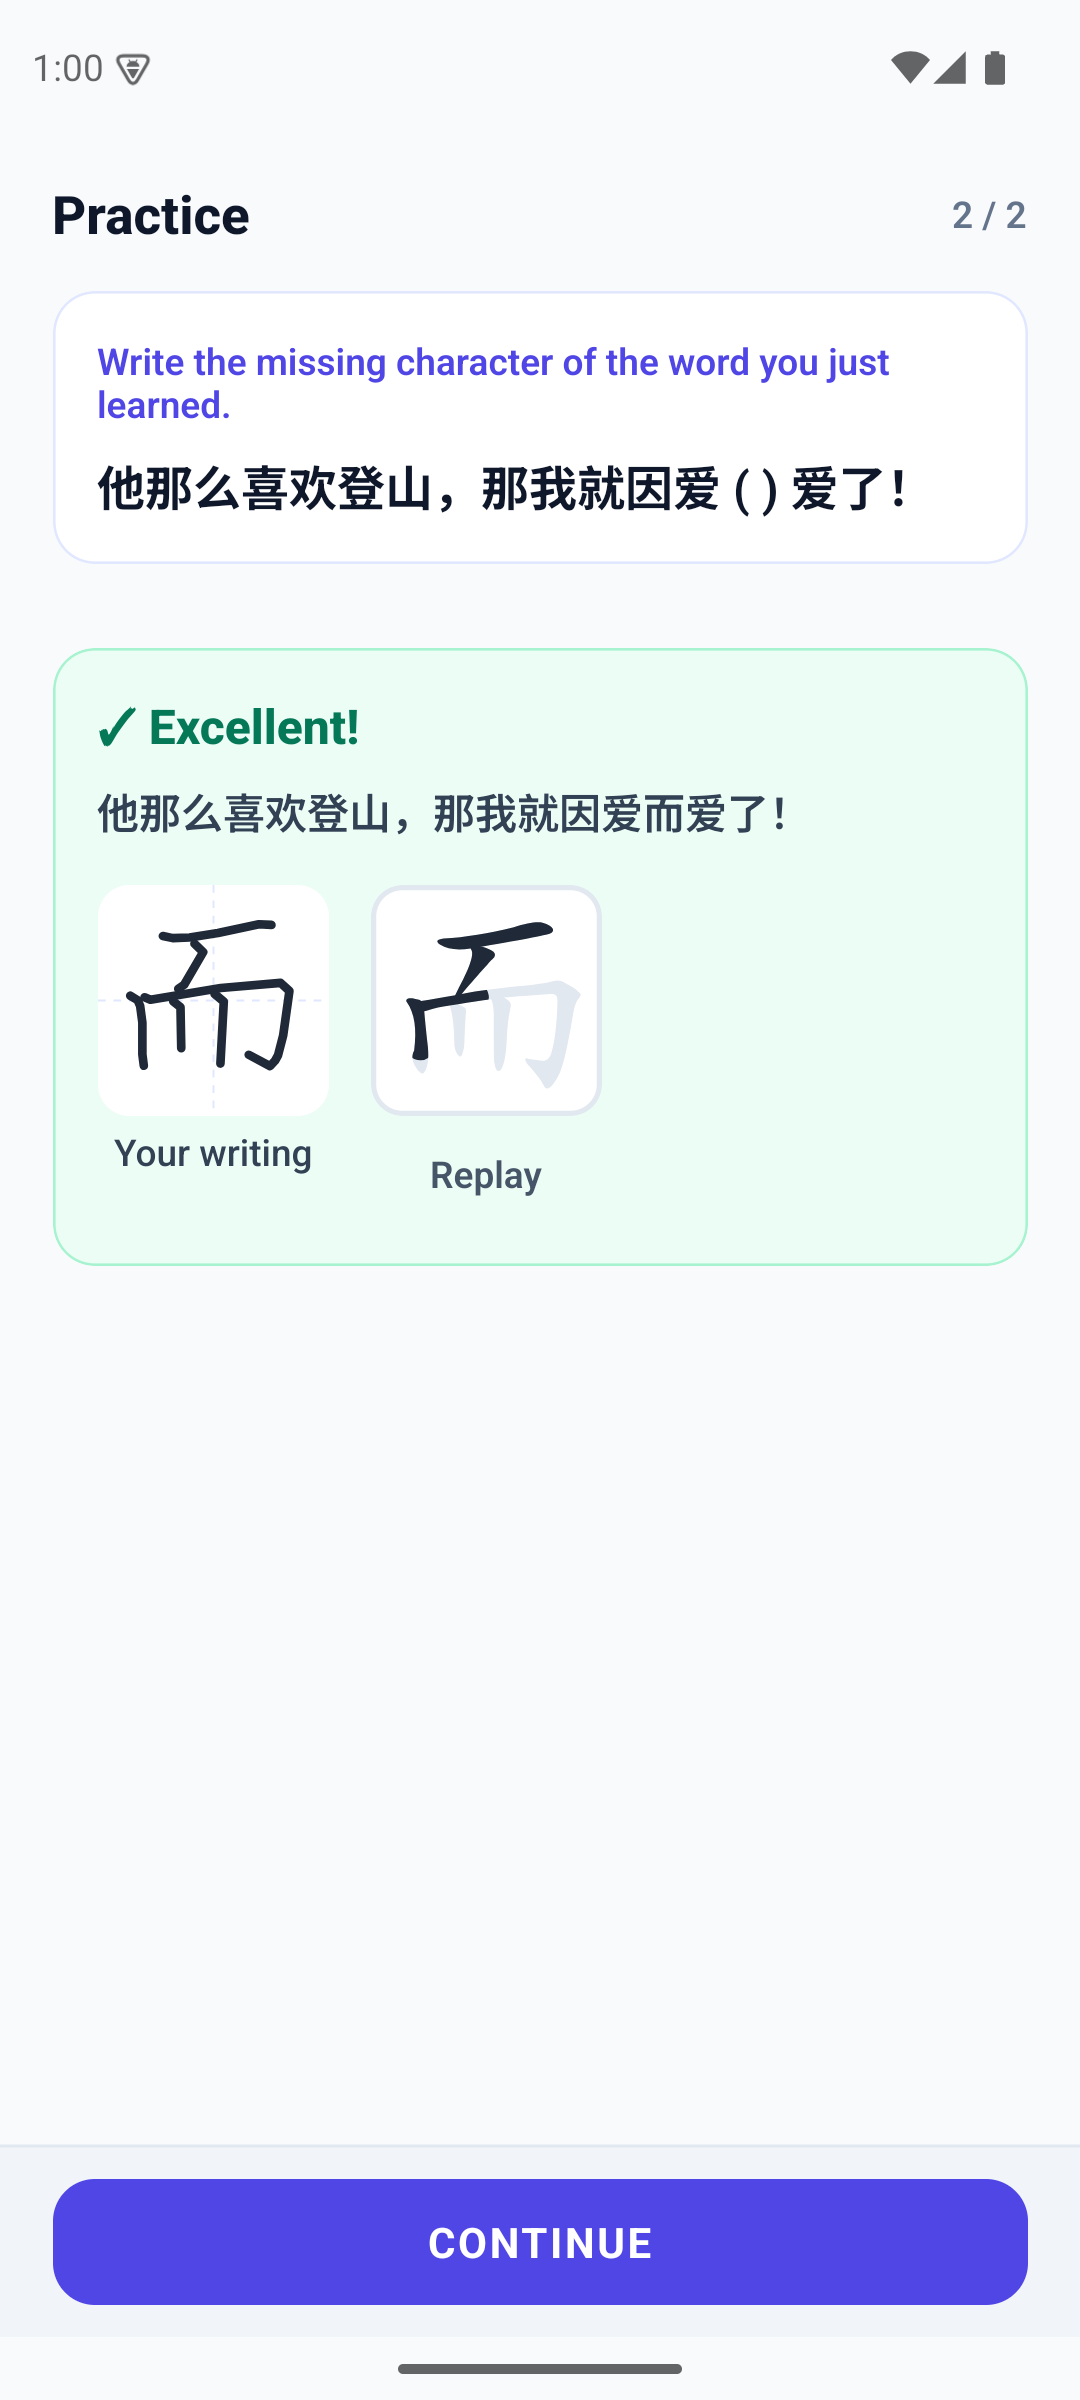 1:00
Practice
2 / 2
Write the missing character of the word you just
learned.
他那么喜欢登山，那我就因爱 ( ) 爱了！
✓ Excellent!
他那么喜欢登山，那我就因爱而爱了！
而
而
Your writing
Replay
CONTINUE